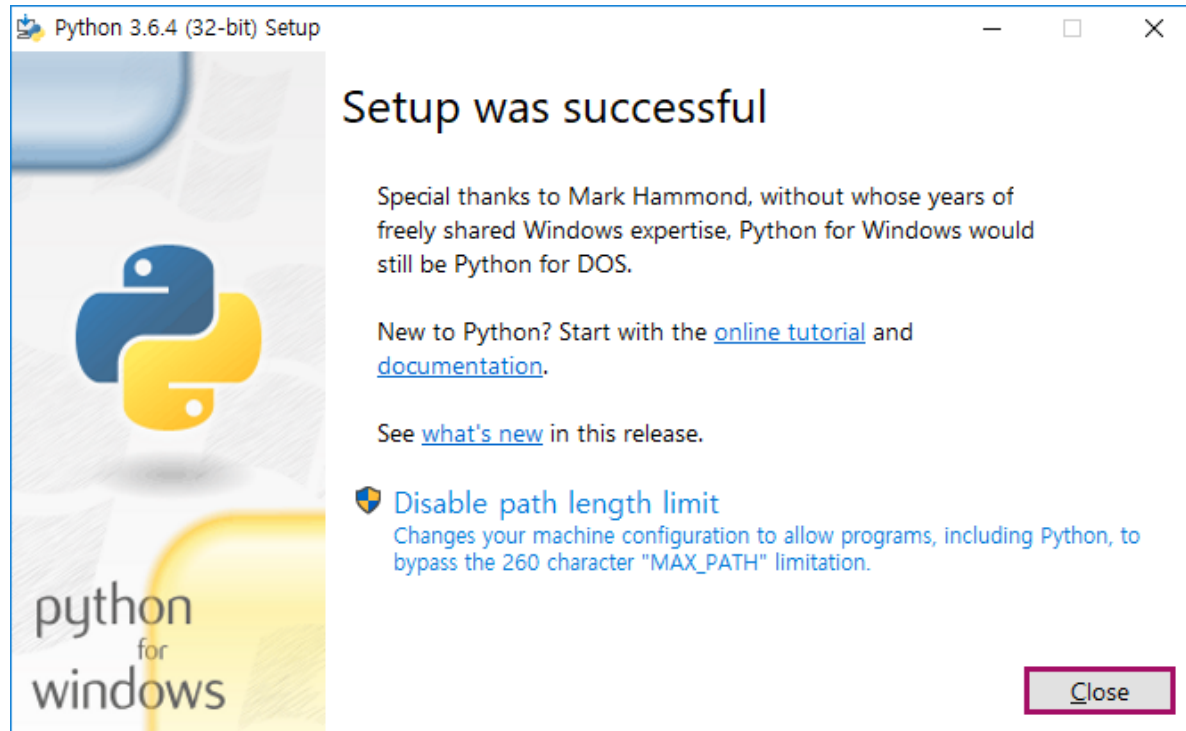 Python 3.6.4 (32-bit) Setup
Setup was successful
Special thanks to Mark Hammond, without whose years of
freely shared Windows expertise, Python for Windows would
still be Python for DOS.
New to Python? Start with the online tutorial and
documentation.
See what's new in this release.
Disable path length limit
Changes your machine configuration to allow programs, including Python, to
bypass the 260 character "MAX_PATH" limitation.
python
for
windows
Close